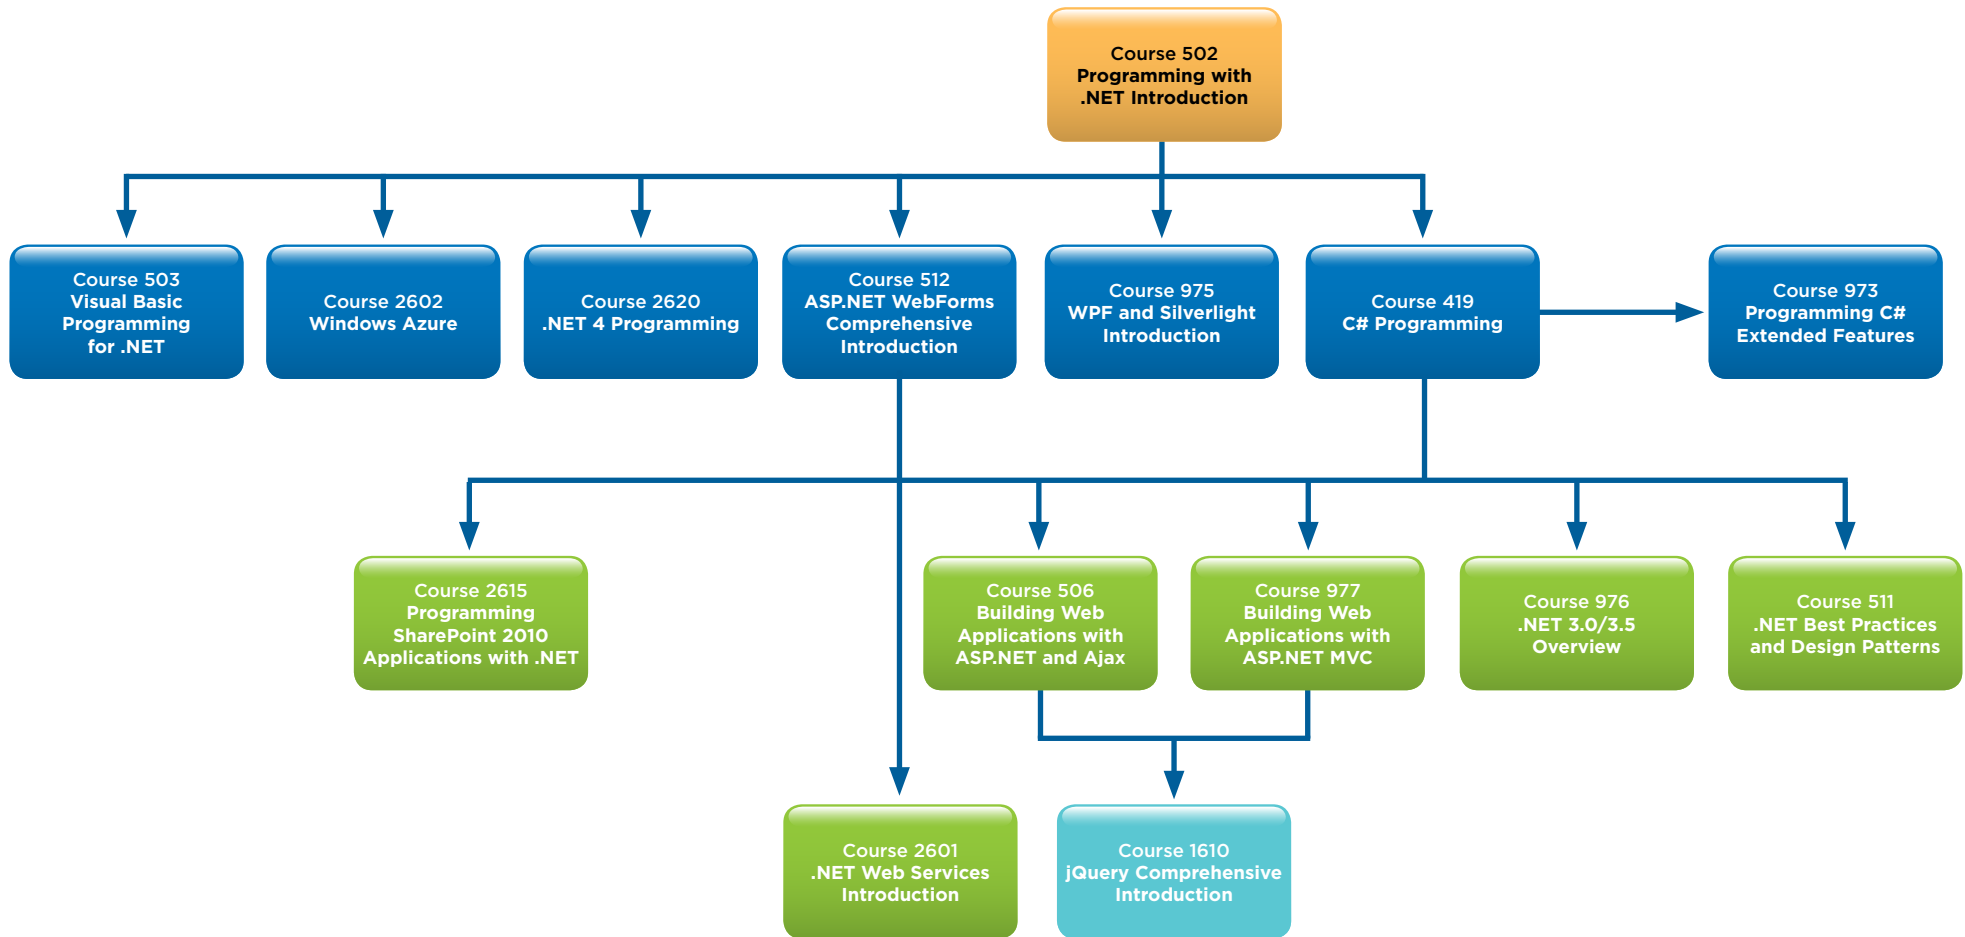 Course 502
Programming with
.NET Introduction
Course 503
Visual Basic
Programming
for .NET
Course 2602
Windows Azure
Course 2620
.NET 4 Programming
Course 512
ASP.NET WebForms
Comprehensive
Introduction
Course 975
WPF and Silverlight
Introduction
Course 419
C# Programming
Course 973
Programming C#
Extended Features
Course 2615
Programming
SharePoint 2010
Applications with .NET
Course 506
Building Web
Applications with
ASP.NET and Ajax
Course 977
Building Web
Applications with
ASP.NET MVC
Course 976
.NET 3.0/3.5
Overview
Course 511
.NET Best Practices
and Design Patterns
Course 2601
.NET Web Services
Introduction
Course 1610
jQuery Comprehensive
Introduction